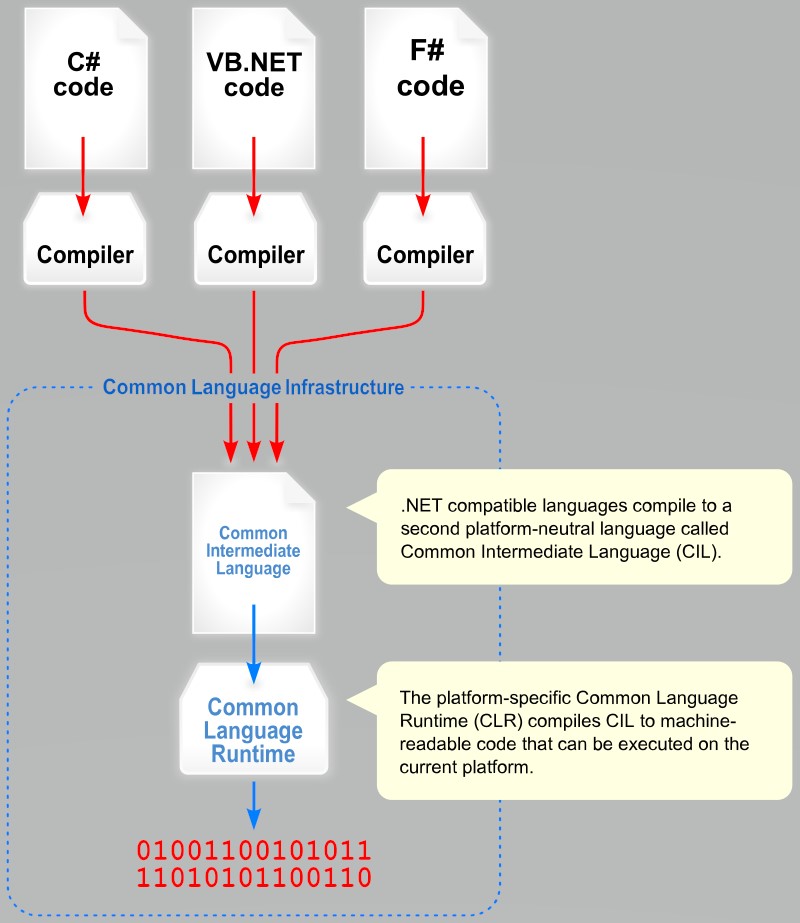 C#
code
VB.NET
code
F#
code
Compiler
Compiler
Compiler
Common Language Infrastructure
Common
Intermediate
Language
.NET compatible languages compile to a
second platform-neutral language called
Common Intermediate Language (CIL).
Common
Language
Runtime
The platform-specific Common Language
Runtime (CLR) compiles CIL to machine-
readable code that can be executed on the
current platform.
01001100101011
11010101100110